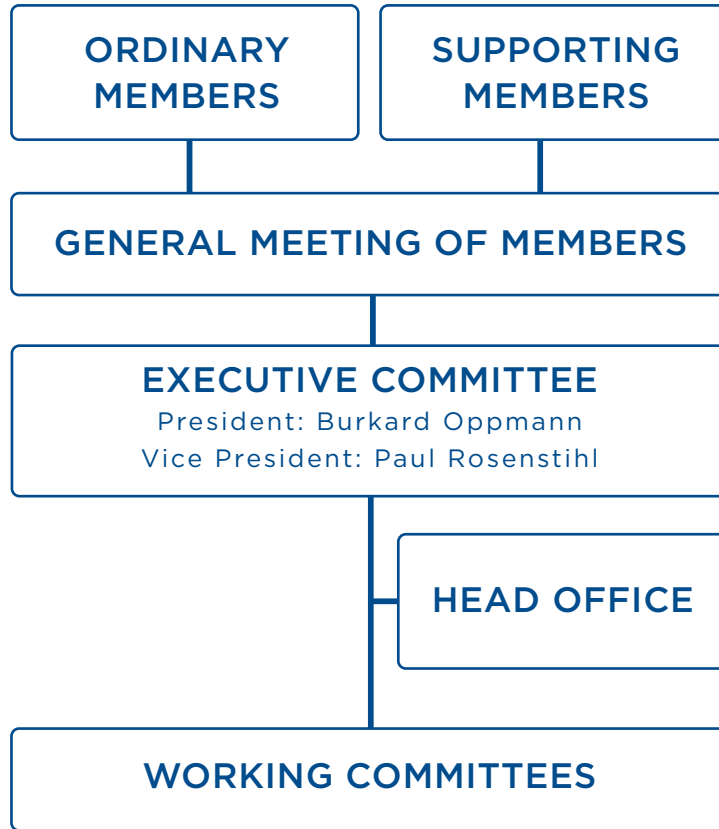 ORDINARY
MEMBERS
SUPPORTING
MEMBERS
GENERAL MEETING OF MEMBERS
EXECUTIVE COMMITTEE
President: Burkard Oppmann
Vice President: Paul Rosenstihl
HEAD OFFICE
WORKING COMMITTEES